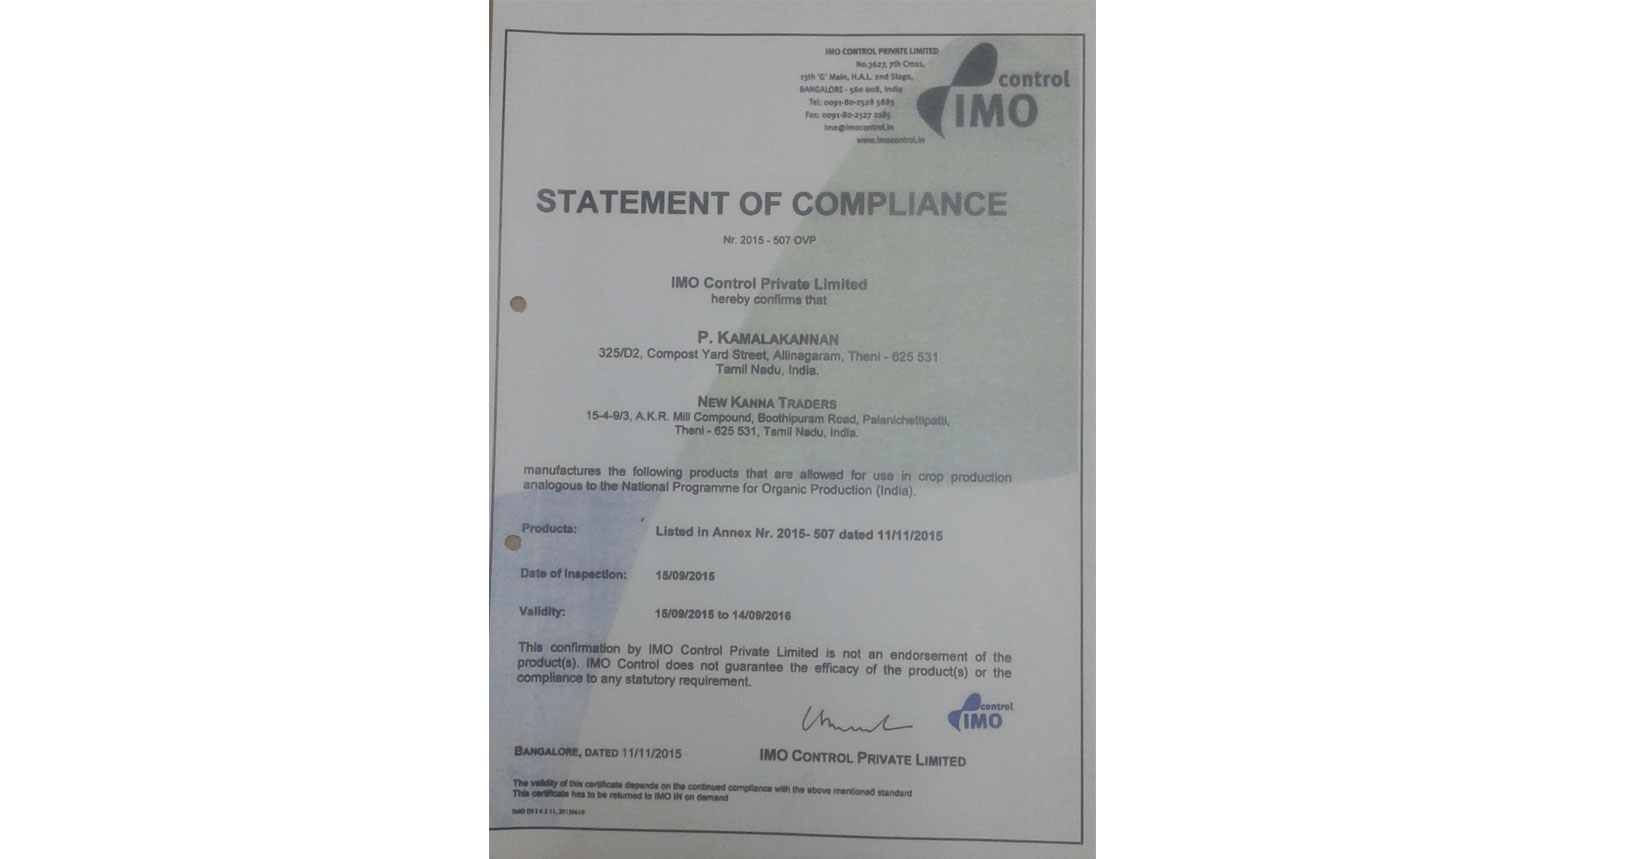 IMO CONTROL PRIVATE LIMITED
No.3627, 7th Cross,
13th 'G' Main, H.A.L. 2nd Stage,
BANGALORE - 560 008, India
Tel: 0091-80-2528 5883
Fax: 0091-80-2527 2185
imo@imocontrol.in
www.imocontrol.in
control
IMO
STATEMENT OF COMPLIANCE
Nr. 2015 - 507 OVP
IMO Control Private Limited
hereby confirms that
P. KAMALAKANNAN
325/D2, Compost Yard Street, Allinagaram, Theni - 625 531
Tamil Nadu, India.
NEW KANNA TRADERS
15-4-9/3, A.K.R. Mill Compound, Boothipuram Road, Palanichettipatti,
Theni - 625 531, Tamil Nadu, India.
manufactures the following products that are allowed for use in crop production
analogous to the National Programme for Organic Production (India).
Products: Listed in Annex Nr. 2015- 507 dated 11/11/2015
Date of Inspection: 15/09/2015
Validity: 15/09/2015 to 14/09/2016
This confirmation by IMO Control Private Limited is not an endorsement of the
product(s). IMO Control does not guarantee the efficacy of the product(s) or the
compliance to any statutory requirement.
control
IMO
BANGALORE, DATED 11/11/2015 IMO CONTROL PRIVATE LIMITED
The validity of this certificate depends on the continued compliance with the above mentioned standard
This certificate has to be returned to IMO IN on demand